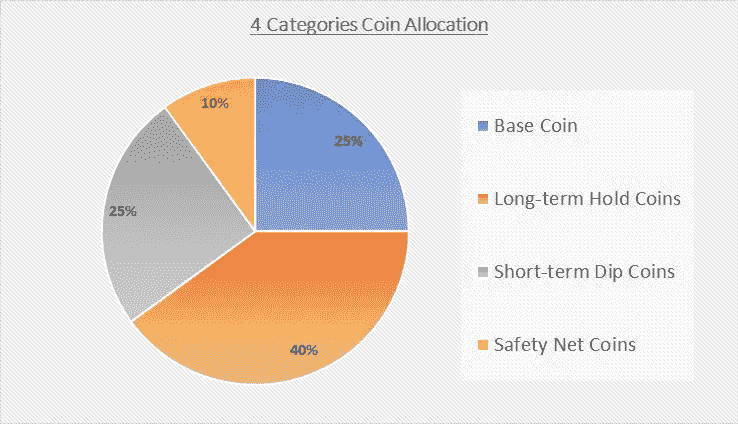 4 Categories Coin Allocation
10%
25%
Base Coin
Long-term Hold Coins
25%
Short-term Dip Coins
40%
Safety Net Coins